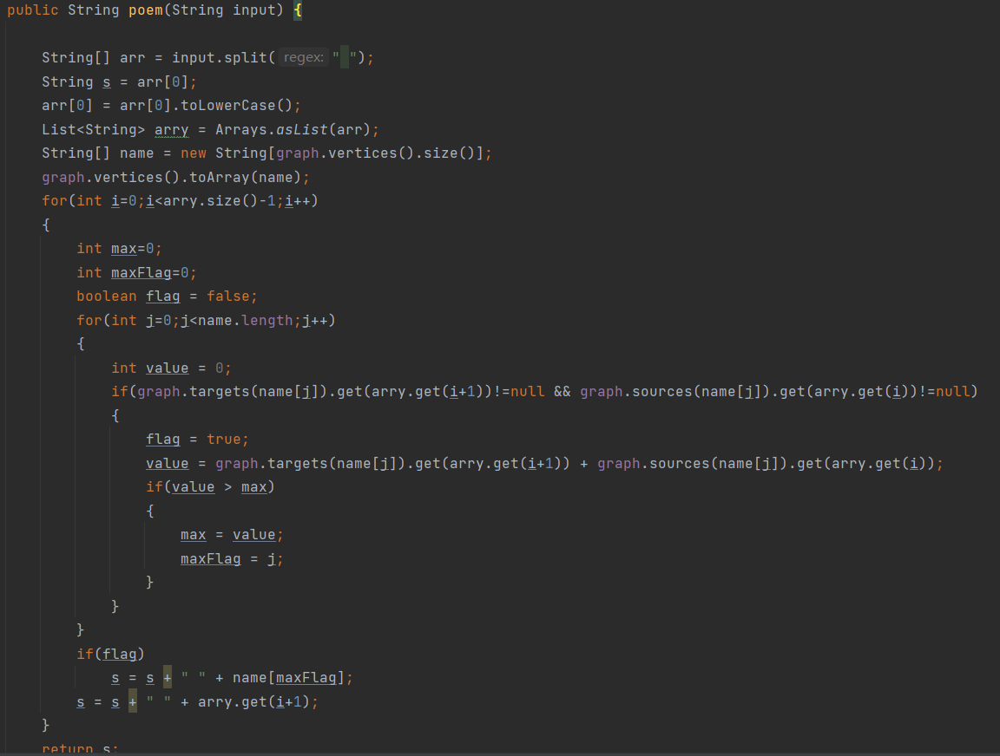 public String poem(String input) {
String[] arr = input.split( regex: " ");
String s = arr[0];
arr[0] = arr[0].toLowerCase();
List<String> arry = Arrays.asList(arr);
String[] name = new String[graph.vertices().size()];
graph.vertices().toArray(name);
for(int i=0;i<arry.size()-1;i++)
{
int max=0;
int maxFlag=0;
boolean flag = false;
for(int j=0;j<name.length;j++)
{
int value = 0;
if(graph.targets(name[j]).get(arry.get(i+1))!=null && graph.sources(name[j]).get(arry.get(i))!=null)
{
flag = true;
value = graph.targets(name[j]).get(arry.get(i+1)) + graph.sources(name[j]).get(arry.get(i));
if(value > max)
{
max = value;
maxFlag = j;
}
}
}
if(flag)
s = s + " " + name[maxFlag];
s = s + " " + arry.get(i+1);
}
return s;